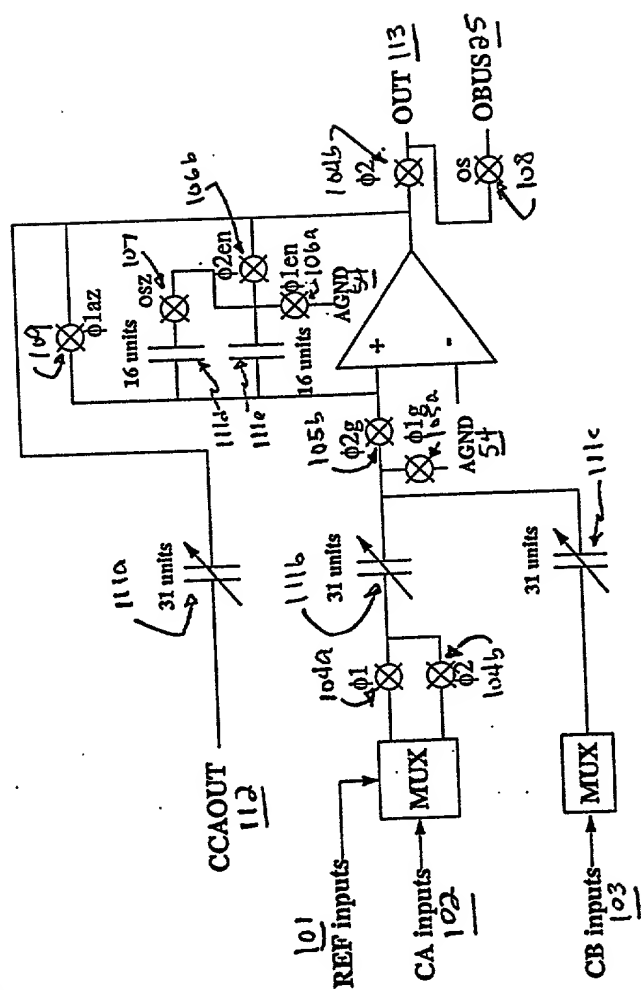 111a
31 units
CCAOUT
112
109
φ1az
16 units
osz
107
111d
φ2en
106b
111e
16 units
φ1en
106a
AGND
54
104b
φ2
OUT 113
os
108
OBUS 25
+
-
105b
φ2g
φ1g
105a
AGND
54
111b
31 units
104a
φ1
φ2
104b
101
REF inputs
MUX
CA inputs
102
111c
31 units
CB inputs
103
MUX